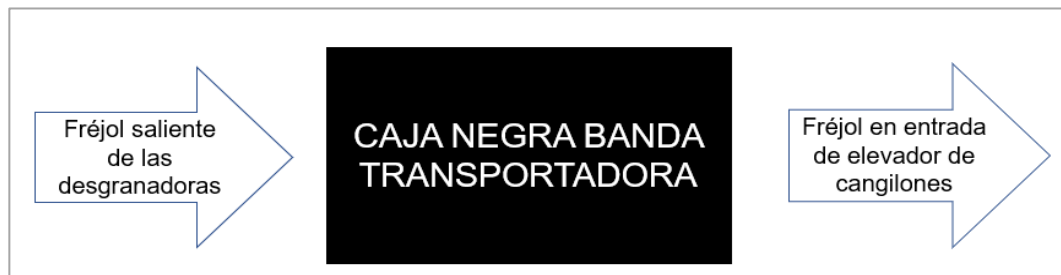 Fréjol saliente
de las
desgranadoras
CAJA NEGRA BANDA
TRANSPORTADORA
Fréjol en entrada
de elevador de
cangilones